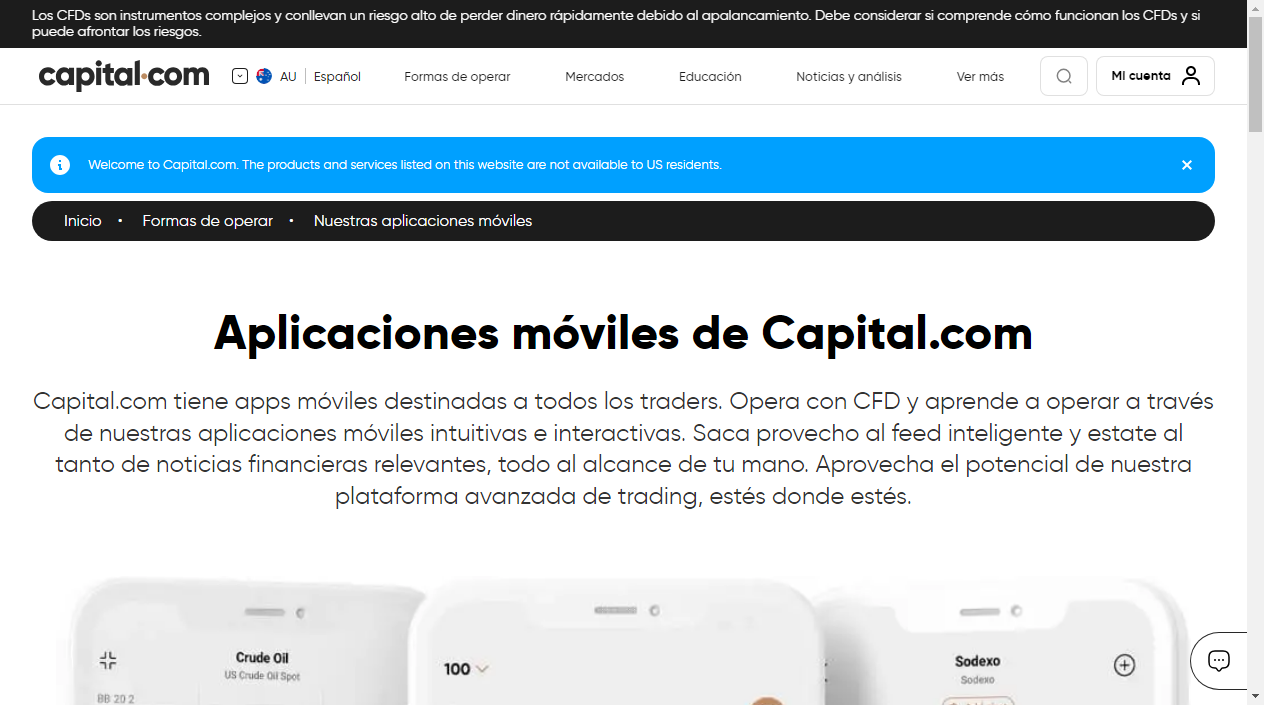 Los CFDs son instrumentos complejos y conllevan un riesgo alto de perder dinero rápidamente debido al apalancamiento. Debe considerar si comprende cómo funcionan los CFDs y si
puede afrontar los riesgos.
capital.com
AU Español
Formas de operar
Mercados
Educación
Noticias y análisis
Ver más
Mi cuenta
Welcome to Capital.com. The products and services listed on this website are not available to US residents.
Inicio • Formas de operar • Nuestras aplicaciones móviles
Aplicaciones móviles de Capital.com
Capital.com tiene apps móviles destinadas a todos los traders. Opera con CFD y aprende a operar a través
de nuestras aplicaciones móviles intuitivas e interactivas. Saca provecho al feed inteligente y estate al
tanto de noticias financieras relevantes, todo al alcance de tu mano. Aprovecha el potencial de nuestra
plataforma avanzada de trading, estés donde estés.
Crude Oil
US Crude Oil Spot
BB 20 2
100
Sodexo
Sodexo